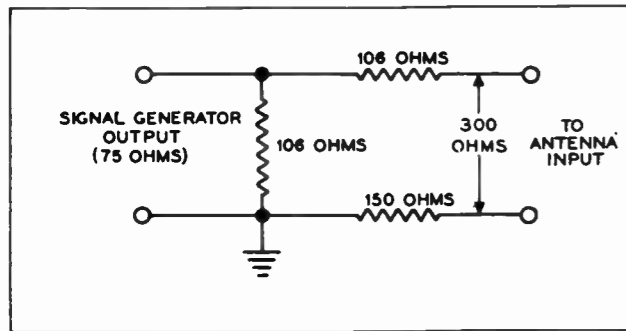 106 OHMS
SIGNAL GENERATOR
OUTPUT
(75 OHMS)
106 OHMS
300
OHMS
TO
ANTENNA
INPUT
150 OHMS